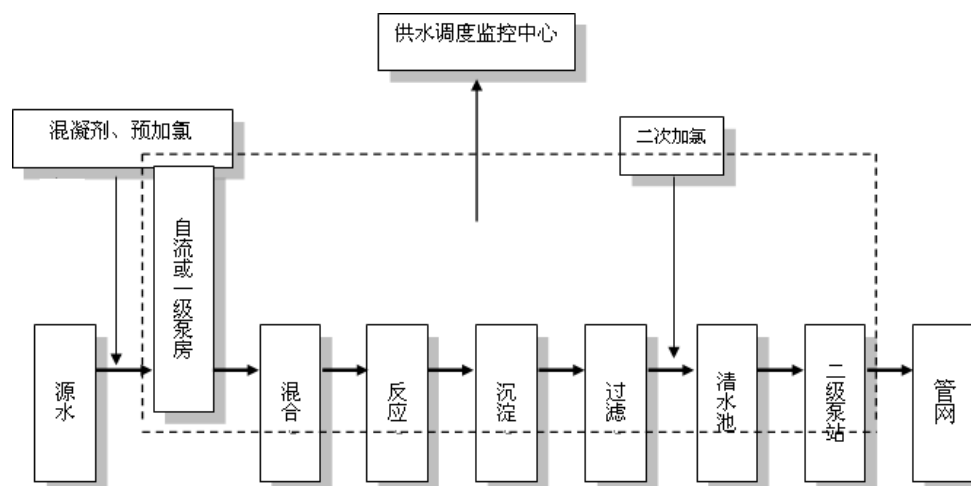 供水调度监控中心
混凝剂、预加氯
二次加氯
自流或一级泵房
源水
混合
反应
沉淀
过滤
清水池
二级泵站
管网